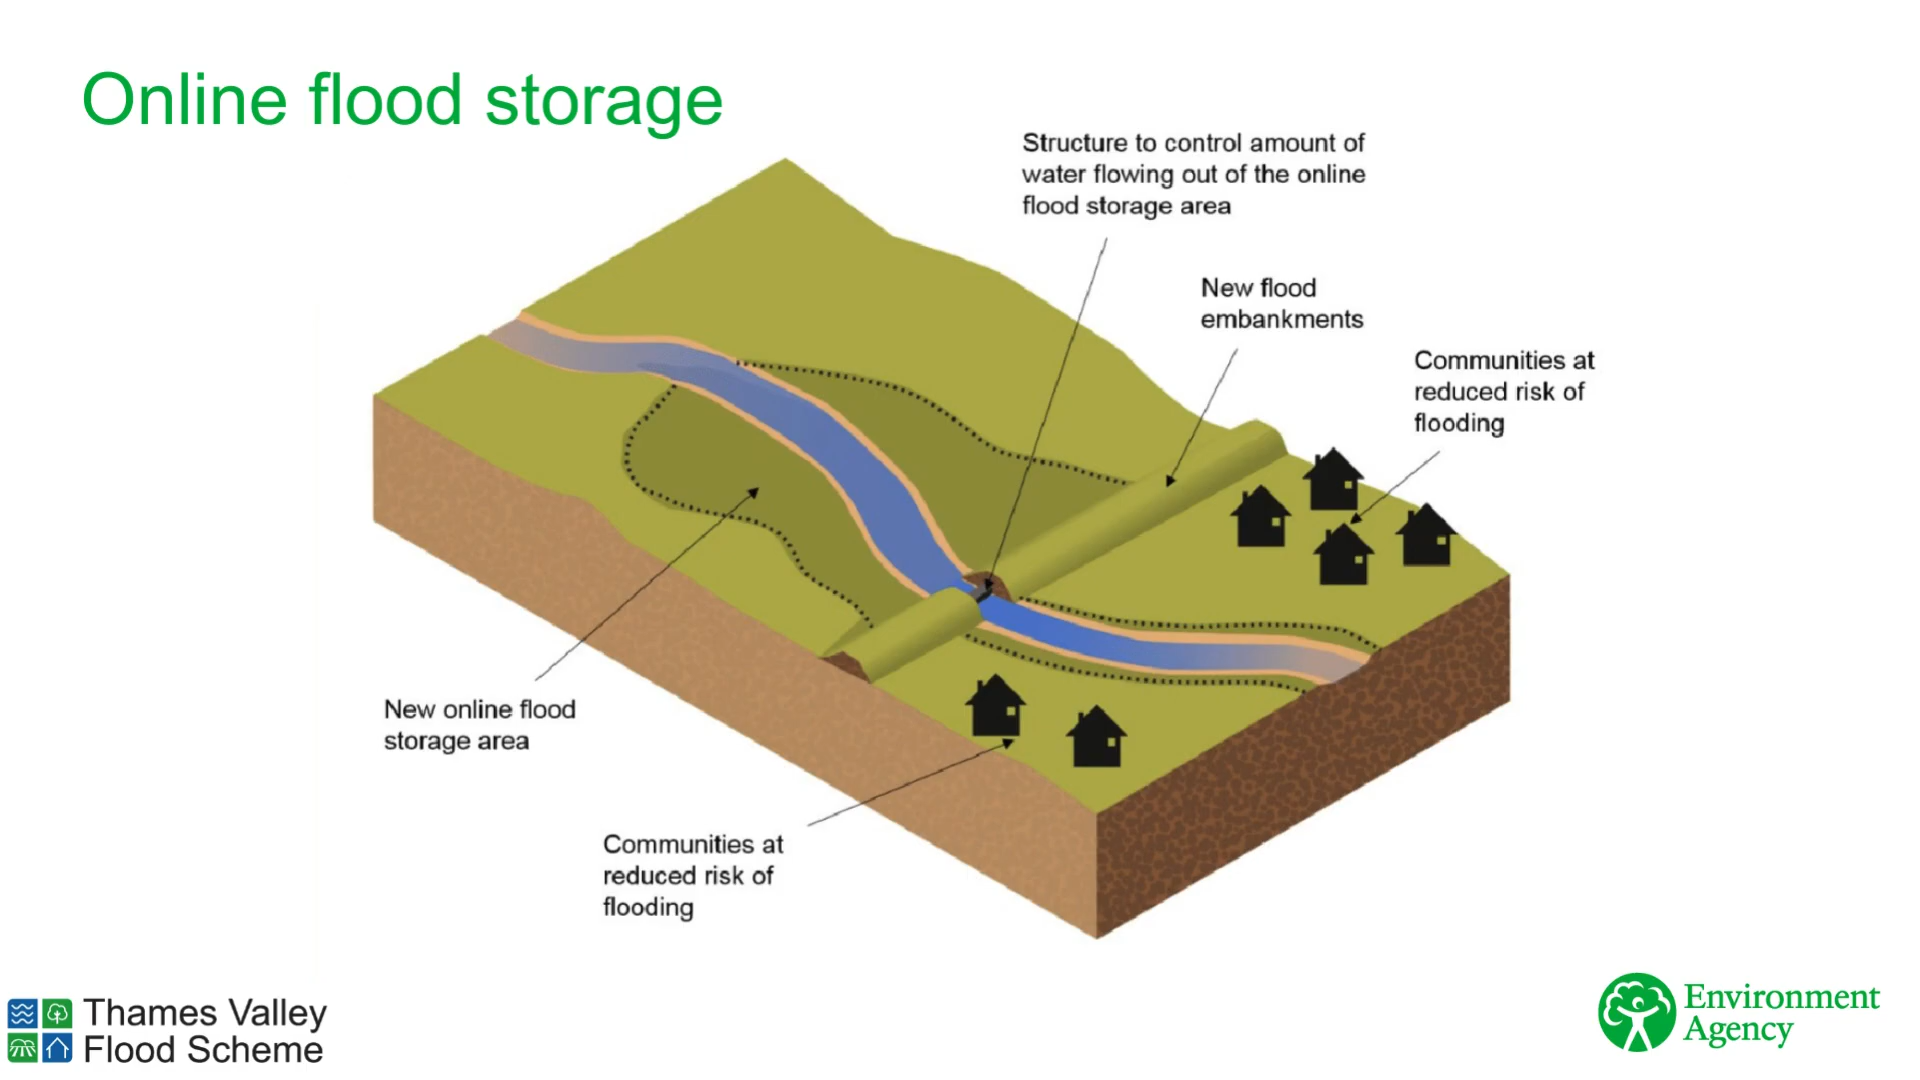 Online flood storage
Structure to control amount of
water flowing out of the online
flood storage area
New flood
embankments
Communities at
reduced risk of
flooding
New online flood
storage area
Communities at
reduced risk of
flooding
Thames Valley
Flood Scheme
Environment
Agency